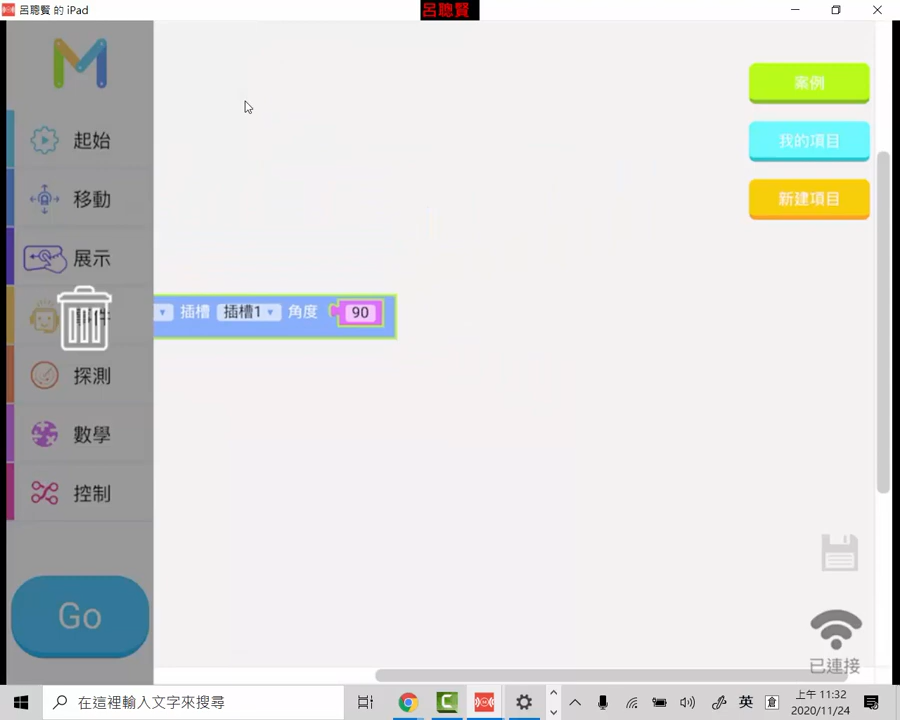 呂聰賢 的 iPad
呂聰賢
起始
移動
展示
探測
數學
控制
Go
插槽 插槽1 角度 90
案例
我的項目
新建項目
已連接
在這裡輸入文字來搜尋
英
上午 11:32
2020/11/24